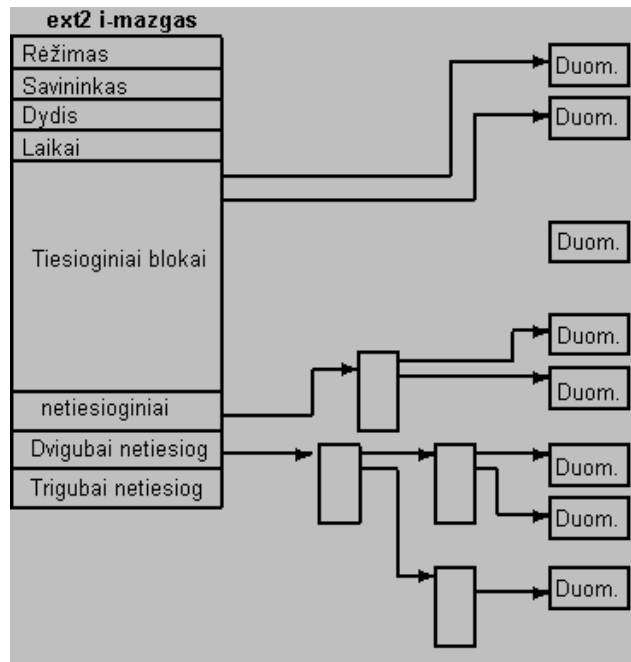 ext2 i-mazgas
Rėžimas
Savininkas
Dydis
Laikai
Tiesioginiai blokai
netiesioginiai
Dvigubai netiesiog
Trigubai netiesiog
Duom.
Duom.
Duom.
Duom.
Duom.
Duom.
Duom.
Duom.